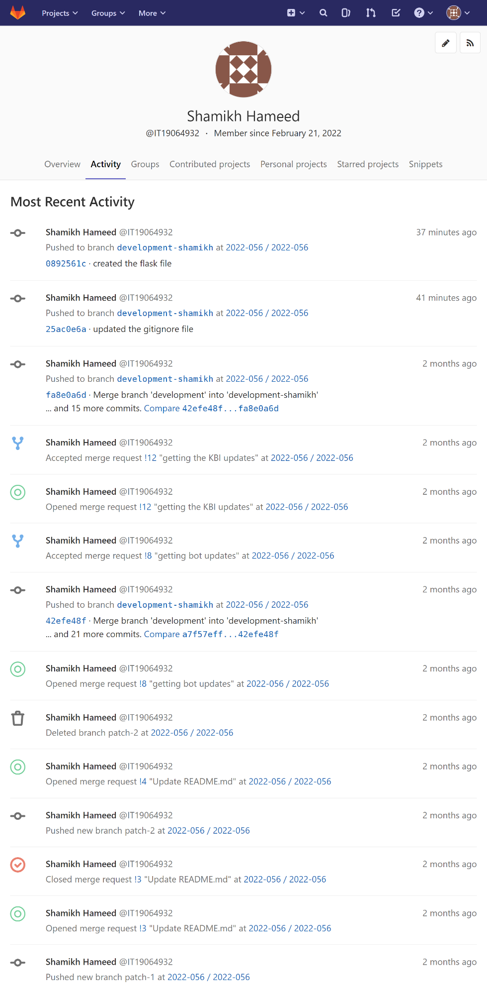 Projects Groups More
Shamikh Hameed
@IT19064932 · Member since February 21, 2022
Overview Activity Groups Contributed projects Personal projects Starred projects Snippets
Most Recent Activity
Shamikh Hameed @IT19064932 37 minutes ago
Pushed to branch development-shamikh at 2022-056 / 2022-056
0892561c · created the flask file
Shamikh Hameed @IT19064932 41 minutes ago
Pushed to branch development-shamikh at 2022-056 / 2022-056
25ac0e6a · updated the gitignore file
Shamikh Hameed @IT19064932 2 months ago
Pushed to branch development-shamikh at 2022-056 / 2022-056
fa8e0a6d · Merge branch 'development' into 'development-shamikh'
... and 15 more commits. Compare 42efe48f...fa8e0a6d
Shamikh Hameed @IT19064932 2 months ago
Accepted merge request !12 "getting the KBI updates" at 2022-056 / 2022-056
Shamikh Hameed @IT19064932 2 months ago
Opened merge request !12 "getting the KBI updates" at 2022-056 / 2022-056
Shamikh Hameed @IT19064932 2 months ago
Accepted merge request !8 "getting bot updates" at 2022-056 / 2022-056
Shamikh Hameed @IT19064932 2 months ago
Pushed to branch development-shamikh at 2022-056 / 2022-056
42efe48f · Merge branch 'development' into 'development-shamikh'
... and 21 more commits. Compare a7f57eff...42efe48f
Shamikh Hameed @IT19064932 2 months ago
Opened merge request !8 "getting bot updates" at 2022-056 / 2022-056
Shamikh Hameed @IT19064932 2 months ago
Deleted branch patch-2 at 2022-056 / 2022-056
Shamikh Hameed @IT19064932 2 months ago
Opened merge request !4 "Update README.md" at 2022-056 / 2022-056
Shamikh Hameed @IT19064932 2 months ago
Pushed new branch patch-2 at 2022-056 / 2022-056
Shamikh Hameed @IT19064932 2 months ago
Closed merge request !3 "Update README.md" at 2022-056 / 2022-056
Shamikh Hameed @IT19064932 2 months ago
Opened merge request !3 "Update README.md" at 2022-056 / 2022-056
Shamikh Hameed @IT19064932 2 months ago
Pushed new branch patch-1 at 2022-056 / 2022-056